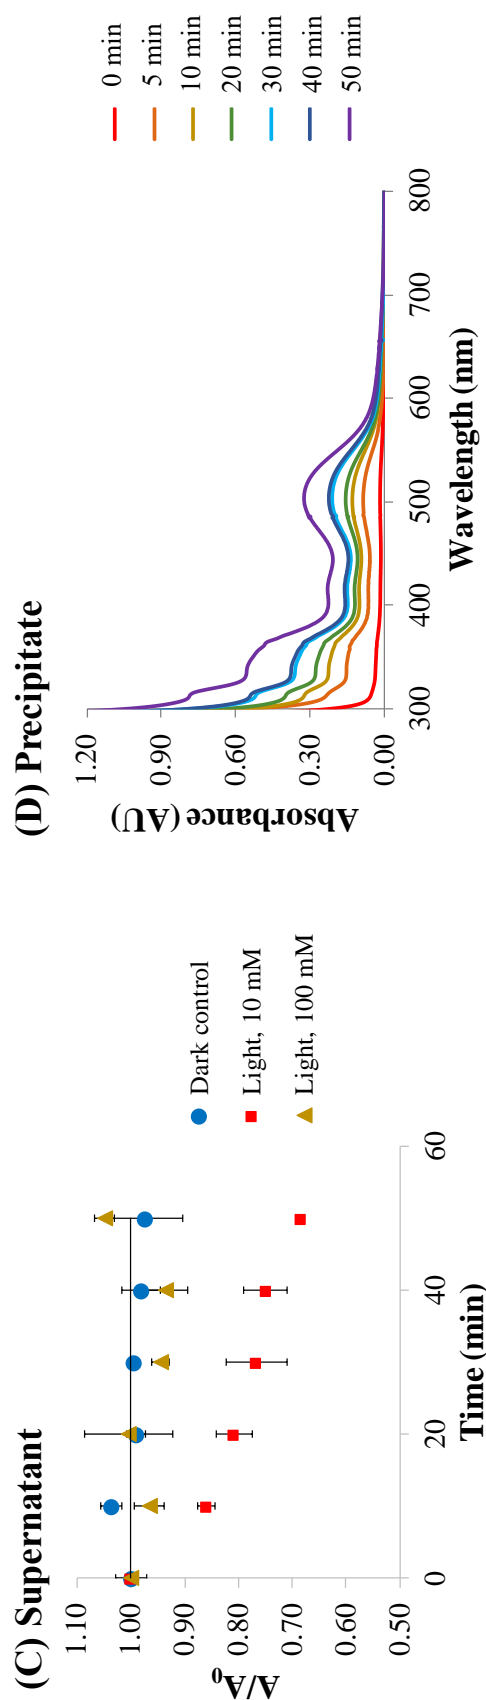 (C) Supernatant
A/A0
1.10
1.00
0.90
0.80
0.70
0.60
0.50
0
20
40
60
Time (min)
Dark control
Light, 10 mM
Light, 100 mM
(D) Precipitate
Absorbance (AU)
1.20
0.90
0.60
0.30
0.00
300
400
500
600
700
800
Wavelength (nm)
0 min
5 min
10 min
20 min
30 min
40 min
50 min